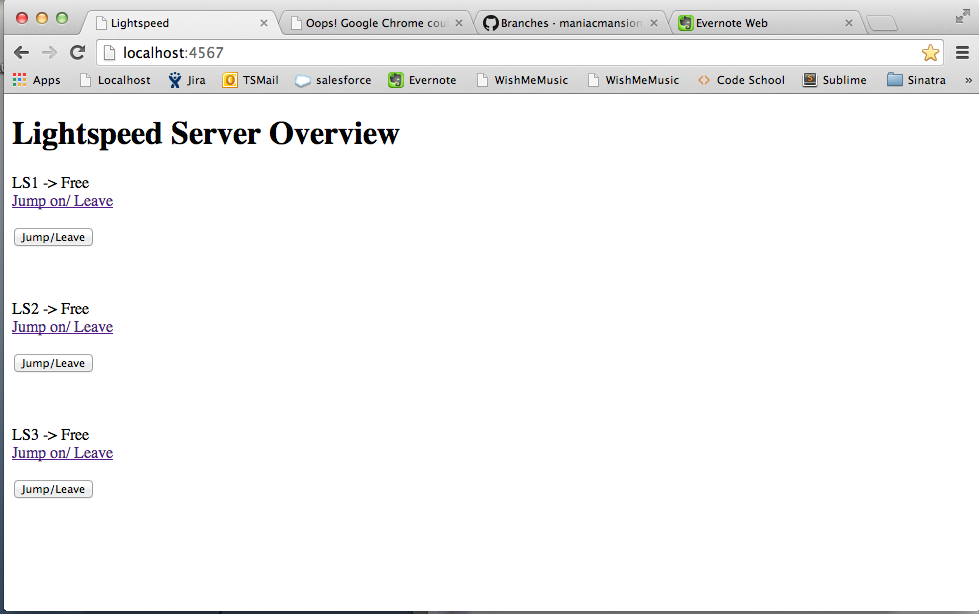 Lightspeed
Oops! Google Chrome cou
Branches · maniacmansion
Evernote Web
localhost:4567
Apps Localhost Jira TSMail salesforce Evernote WishMeMusic WishMeMusic Code School Sublime Sinatra »
Lightspeed Server Overview
LS1 -> Free
Jump on/ Leave
Jump/Leave
LS2 -> Free
Jump on/ Leave
Jump/Leave
LS3 -> Free
Jump on/ Leave
Jump/Leave